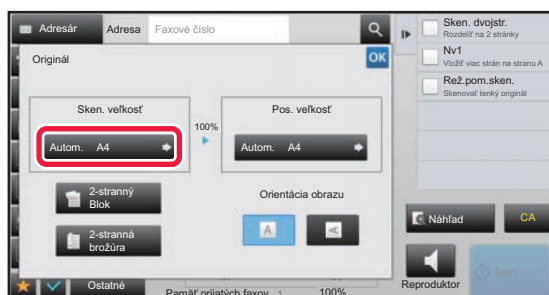 Adresár
Adresa
Faxové číslo
Originál
OK
Sken. veľkosť
Autom. A4
100%
Pos. veľkosť
Autom. A4
2-stranný
Blok
2-stranná
brožúra
Orientácia obrazu
A
A
Ostatné
Pamäť prijatých faxov
100%
Sken. dvojstr.
Rozdeliť na 2 stránky
Nv1
Vložiť viac strán na stranu A
Rež.pom.sken.
Skenovať tenký originál
Náhľad
CA
Reproduktor
Start